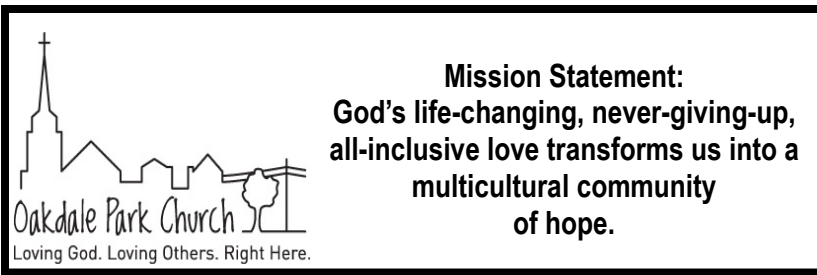 Oakdale Park Church
Loving God. Loving Others. Right Here.
Mission Statement:
God’s life-changing, never-giving-up,
all-inclusive love transforms us into a
multicultural community
of hope.